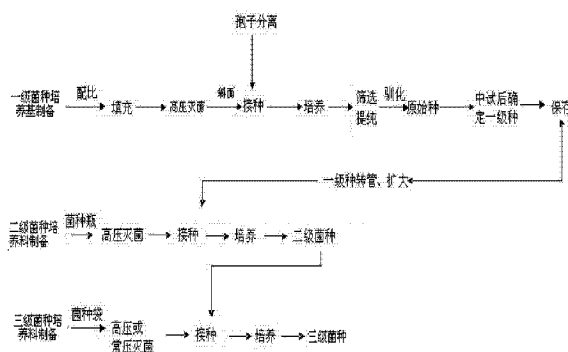 孢子分离
一级菌种培
养基制备
配比
填充
高压灭菌
斜面
接种
培养
筛选
提纯
驯化
原始种
中试后确
定一级种
保存
一级种转管、扩大
二级菌种培
养料制备
菌种瓶
高压灭菌
接种
培养
二级菌种
三级菌种培
养料制备
菌种袋
高压或
常压灭菌
接种
培养
三级菌种